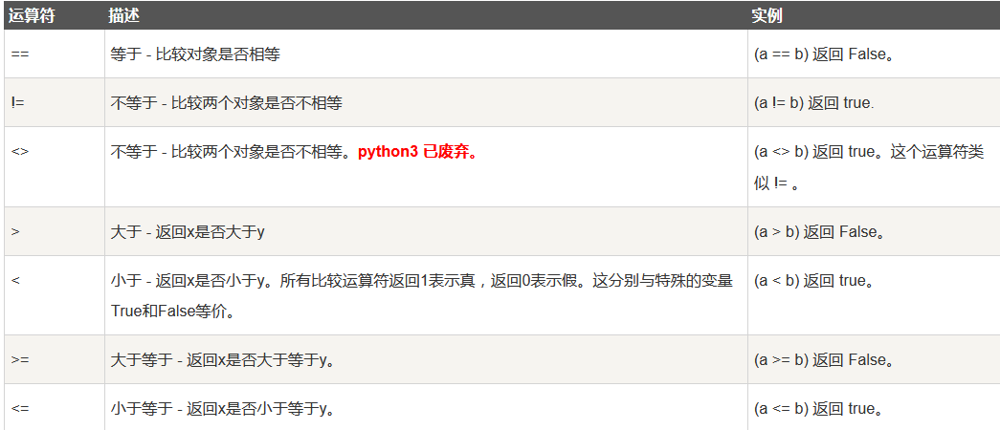 运算符 描述 实例
== 等于 - 比较对象是否相等 (a == b) 返回 False。
!= 不等于 - 比较两个对象是否不相等 (a != b) 返回 true.
<> 不等于 - 比较两个对象是否不相等。python3 已废弃。 (a <> b) 返回 true。这个运算符类
似 != 。
> 大于 - 返回x是否大于y (a > b) 返回 False。
< 小于 - 返回x是否小于y。所有比较运算符返回1表示真，返回0表示假。这分别与特殊的变量 (a < b) 返回 true。
True和False等价。
>= 大于等于 - 返回x是否大于等于y。 (a >= b) 返回 False。
<= 小于等于 - 返回x是否小于等于y。 (a <= b) 返回 true。